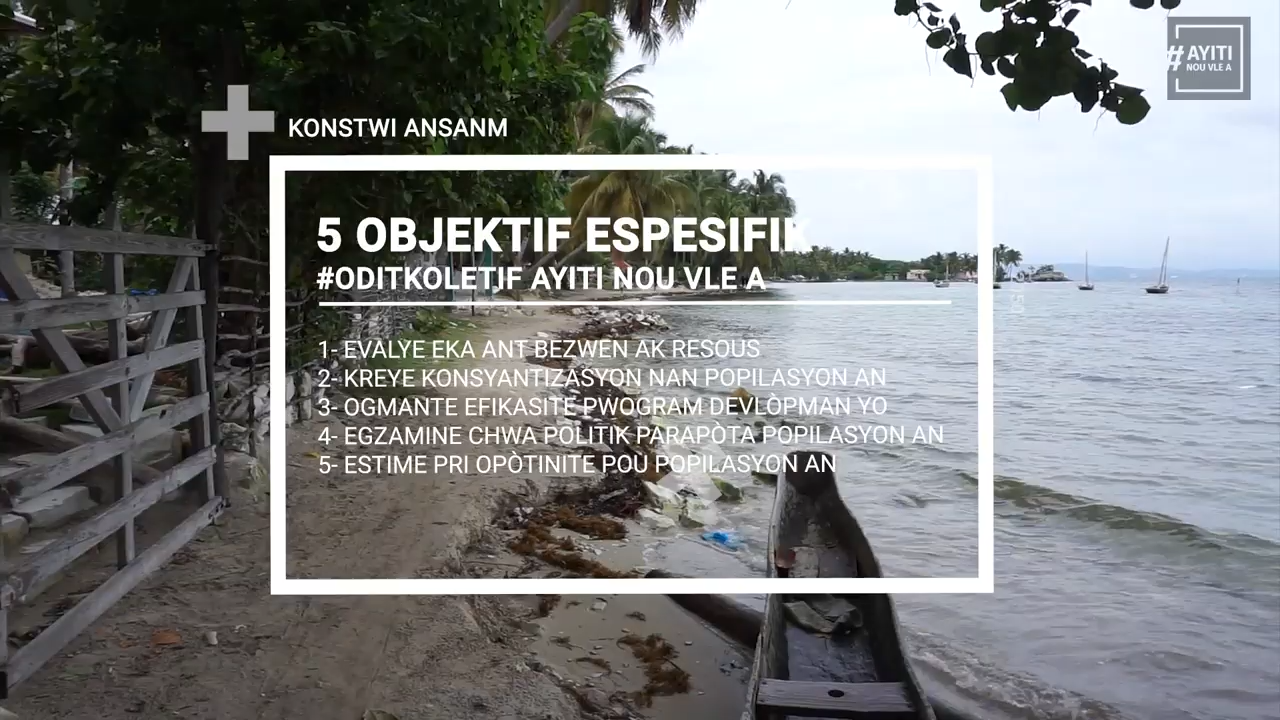 # AYITI
NOU VLE A
KONSTWI ANSANM
5 OBJEKTIF ESPESIFIK
#ODITKOLETIF AYITI NOU VLE A
1- EVALYE EKA ANT BEZWEN AK RESOUS
2- KREYE KONSYANTIZASYON NAN POPILASYON AN
3- OGMANTE EFIKASITE PWOGRAM DEVLÒPMAN YO
4- EGZAMINE CHWA POLITIK PARAPÒTA POPILASYON AN
5- ESTIME PRI OPÒTINITE POU POPILASYON AN